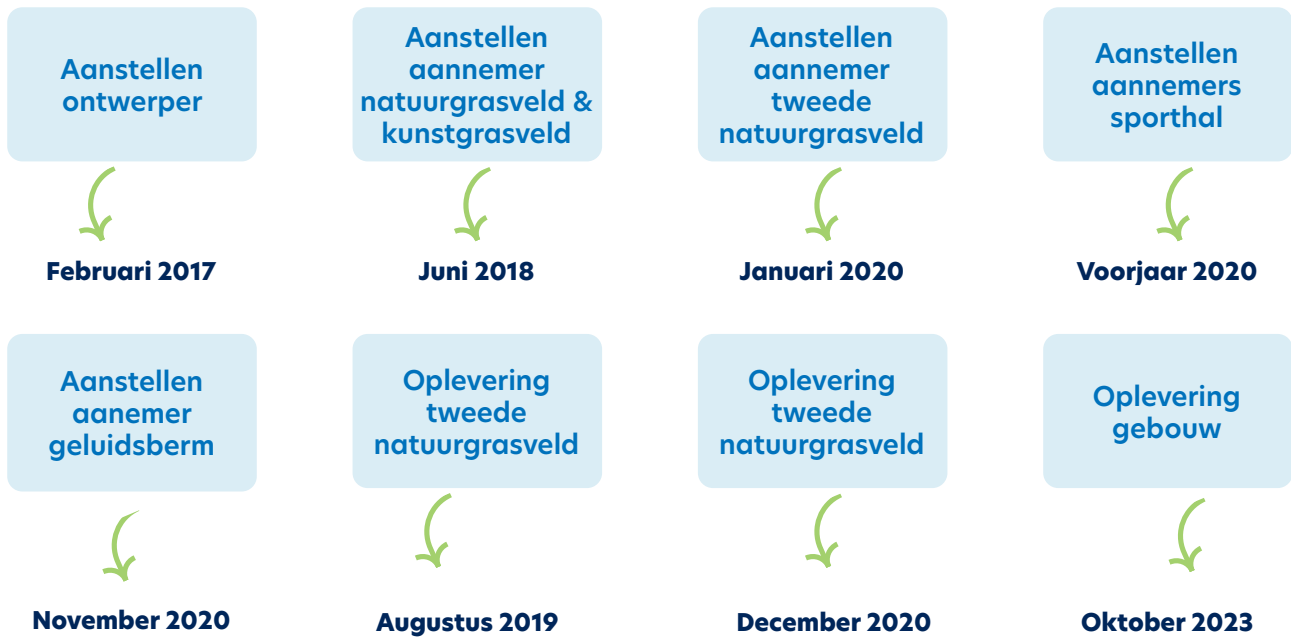 Aanstellen
ontwerper
Februari 2017
Aanstellen
aannemer
natuurgrasveld &
kunstgrasveld
Juni 2018
Aanstellen
aannemer
tweede
natuurgrasveld
Januari 2020
Aanstellen
aannemers
sporthal
Voorjaar 2020
Aanstellen
aanemer
geluidsberm
November 2020
Oplevering
tweede
natuurgrasveld
Augustus 2019
Oplevering
tweede
natuurgrasveld
December 2020
Oplevering
gebouw
Oktober 2023